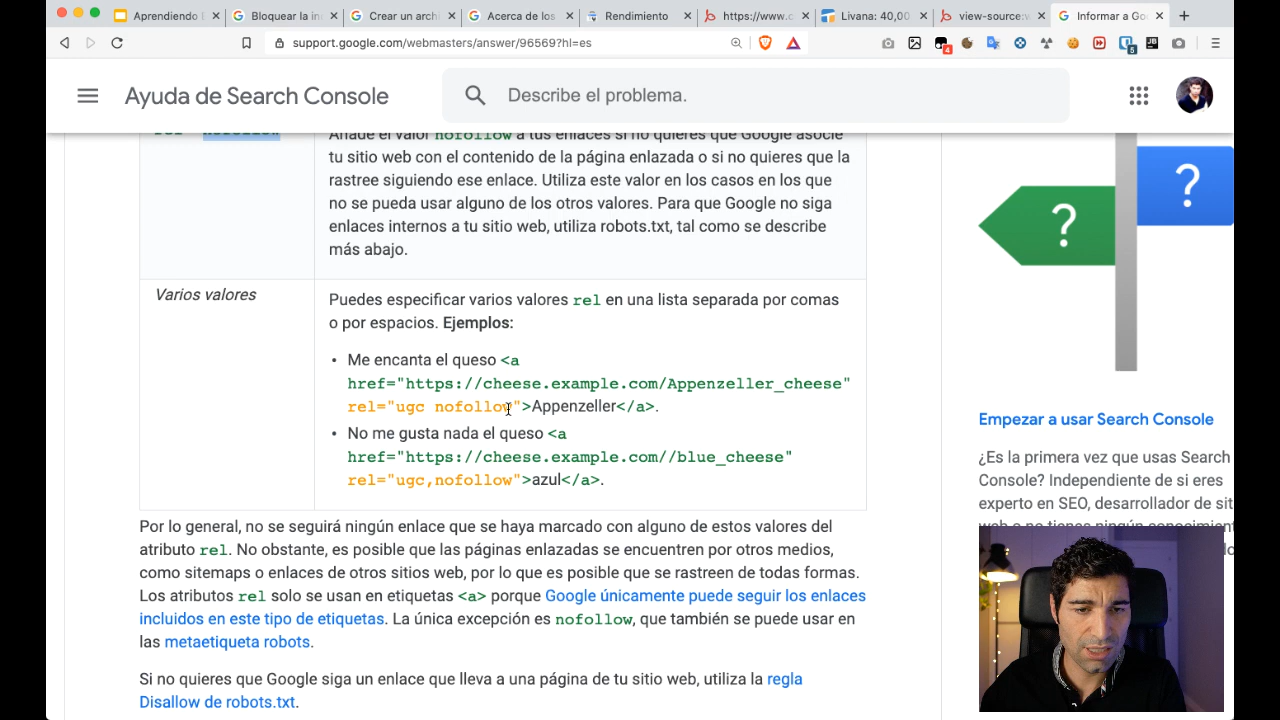 Aprendiendo L
Bloquear la in
Crear un arch
Acerca de los
Rendimiento
https://www.c
Livana: 40,00
view-source:w
Informar a Go
support.google.com/webmasters/answer/96569?hl=es
4
5
JB
Ayuda de Search Console
Describe el problema.
Añade el valor nofollow a tus enlaces si no quieres que Google asocie
tu sitio web con el contenido de la página enlazada o si no quieres que la
rastree siguiendo ese enlace. Utiliza este valor en los casos en los que
no se pueda usar alguno de los otros valores. Para que Google no siga
enlaces internos a tu sitio web, utiliza robots.txt, tal como se describe
más abajo.
Varios valores
Puedes especificar varios valores rel en una lista separada por comas
o por espacios. Ejemplos:
• Me encanta el queso <a
href="https://cheese.example.com/Appenzeller_cheese"
rel="ugc nofollow">Appenzeller</a>.
• No me gusta nada el queso <a
href="https://cheese.example.com//blue_cheese"
rel="ugc,nofollow">azul</a>.
Por lo general, no se seguirá ningún enlace que se haya marcado con alguno de estos valores del
atributo rel. No obstante, es posible que las páginas enlazadas se encuentren por otros medios,
como sitemaps o enlaces de otros sitios web, por lo que es posible que se rastreen de todas formas.
Los atributos rel solo se usan en etiquetas <a> porque Google únicamente puede seguir los enlaces
incluidos en este tipo de etiquetas. La única excepción es nofollow, que también se puede usar en
las metaetiqueta robots.
Si no quieres que Google siga un enlace que lleva a una página de tu sitio web, utiliza la regla
Disallow de robots.txt.
?
?
Empezar a usar Search Console
¿Es la primera vez que usas Search
Console? Independiente de si eres
experto en SEO, desarrollador de sit